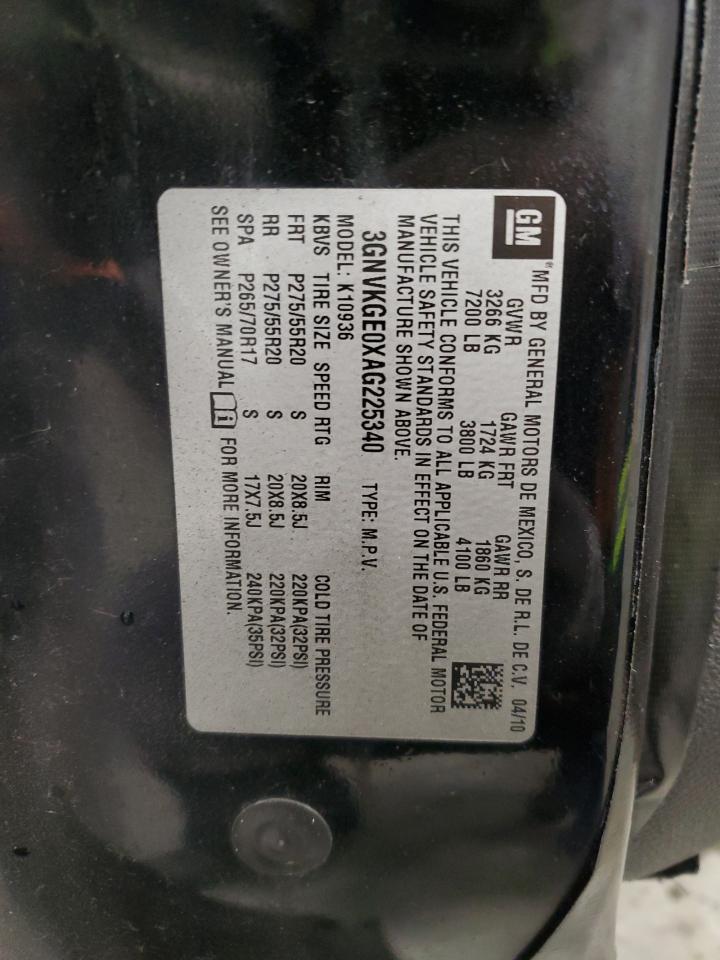 GM® MFD BY GENERAL MOTORS DE MEXICO, S. DE R.L. DE C.V. 04/10
GVWR GAWR FRT GAWR RR
3266 KG 1724 KG 1860 KG
7200 LB 3800 LB 4100 LB
THIS VEHICLE CONFORMS TO ALL APPLICABLE U.S. FEDERAL MOTOR
VEHICLE SAFETY STANDARDS IN EFFECT ON THE DATE OF
MANUFACTURE SHOWN ABOVE.
3GNVKGE0XAG225340 TYPE: M.P.V.
MODEL: K10936
KBVS TIRE SIZE SPEED RTG RIM COLD TIRE PRESSURE
FRT P275/55R20 S 20X8.5J 220KPA(32PSI)
RR P275/55R20 S 20X8.5J 220KPA(32PSI)
SPA P265/70R17 S 17X7.5J 240KPA(35PSI)
SEE OWNER'S MANUAL i FOR MORE INFORMATION.